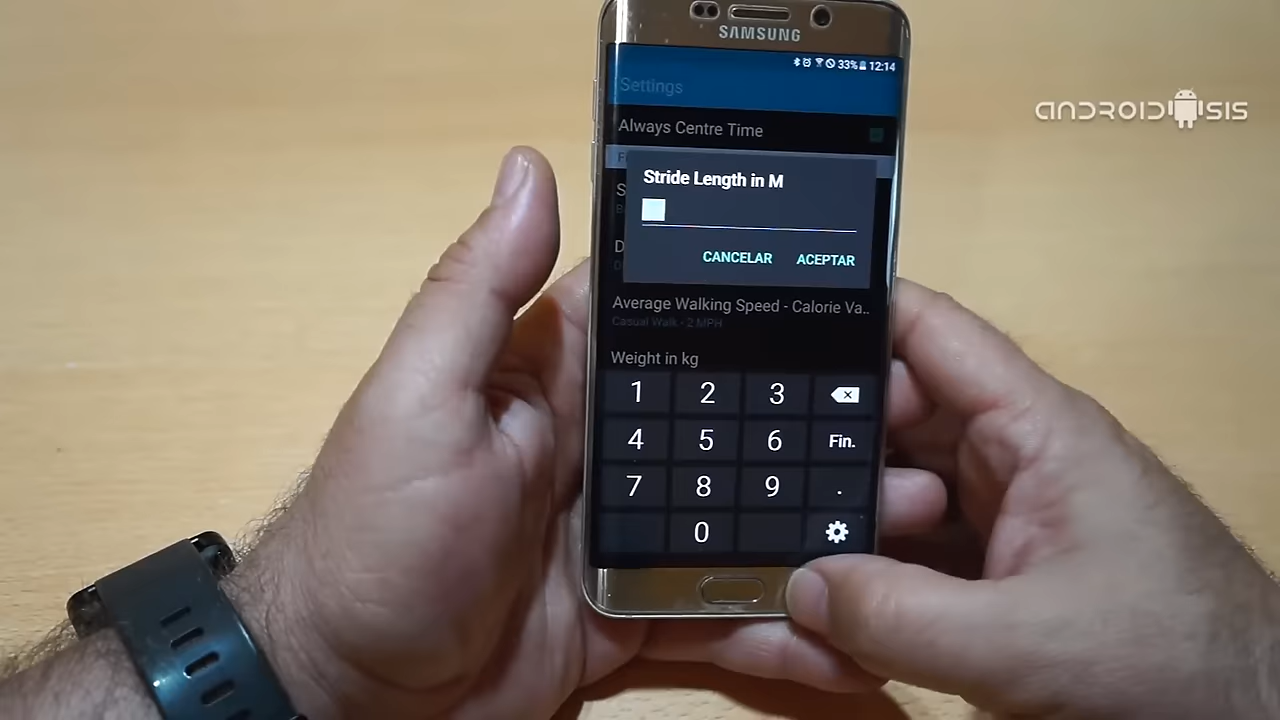 SAMSUNG
33% 12:14
Settings
ANDROIDSIS
Always Centre Time
Stride Length in M
CANCELAR ACEPTAR
Average Walking Speed - Calorie Va..
Casual Walk - 2 MPH
Weight in kg
1 2 3
4 5 6 Fin.
7 8 9 .
0